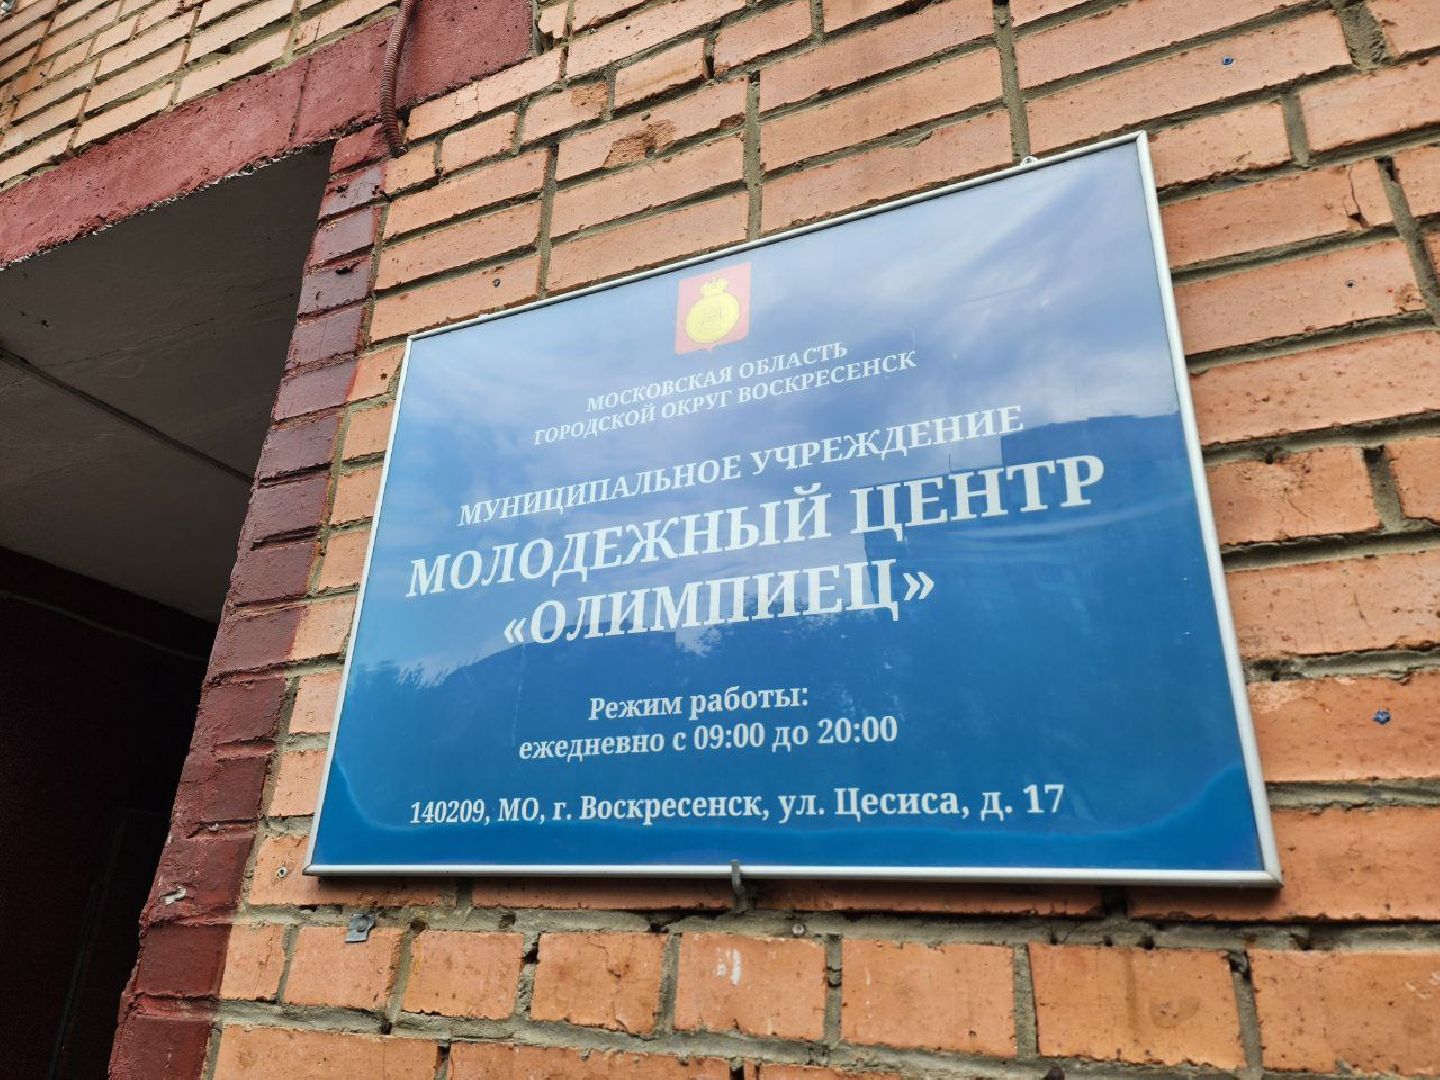 МОСКОВСКАЯ ОБЛАСТЬ
ГОРОДСКОЙ ОКРУГ ВОСКРЕСЕНСК
МУНИЦИПАЛЬНОЕ УЧРЕЖДЕНИЕ
МОЛОДЕЖНЫЙ ЦЕНТР
«ОЛИМПИЕЦ»
Режим работы:
ежедневно с 09:00 до 20:00
140209, МО, г. Воскресенск, ул. Цесиса, д. 17